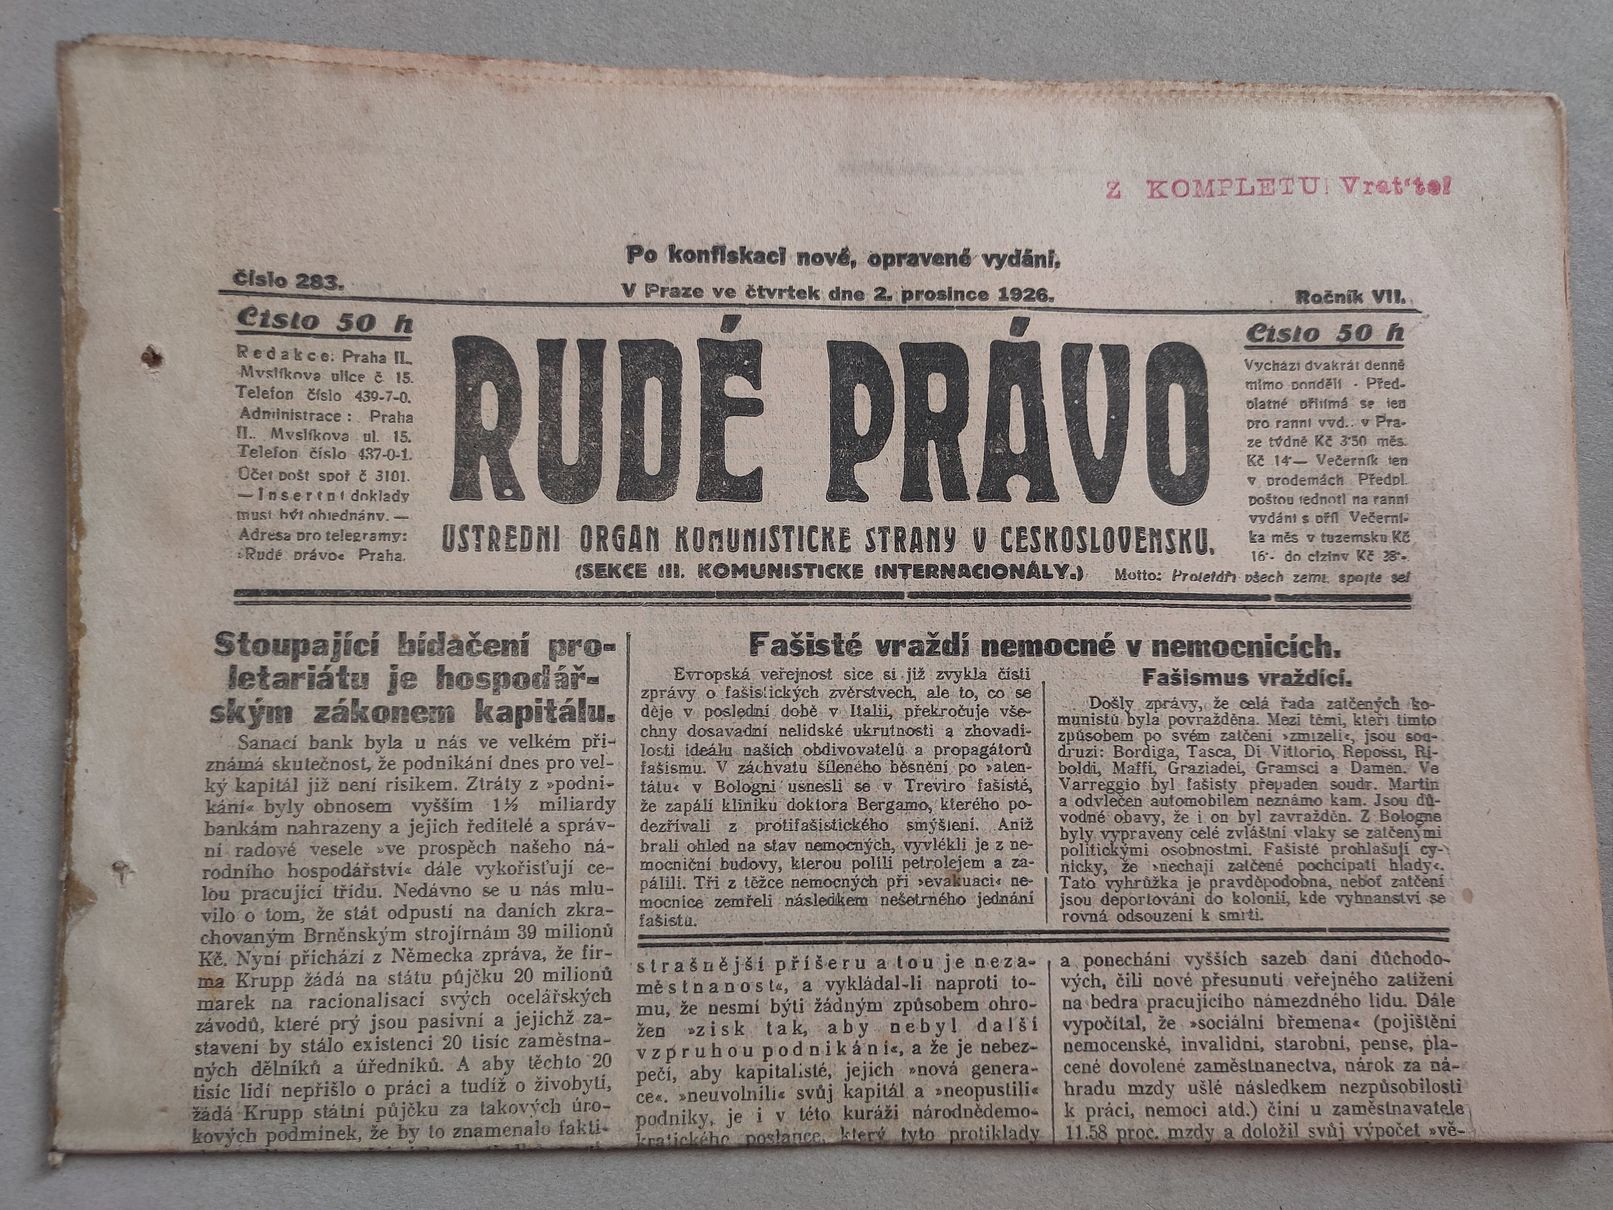 Z KOMPLETU! Vrat'te!
Po konfiskaci nové, opravené vydání.
Číslo 283.
V Praze ve čtvrtek dne 2. prosince 1926.
Ročník VII.
Číslo 50 h
Redakce: Praha II.,
Myslíkova ulice č 15.
Telefon číslo 439-7-0.
Administrace: Praha
II., Myslíkova ul. 15.
Telefon číslo 437-0-1.
Účet pošt spoř č 3101.
— Insertní doklady
musí být objednány. —
Adresa pro telegramy:
»Rudé právo« Praha.
RUDÉ PRÁVO
ÚSTŘEDNÍ ORGÁN KOMUNISTICKÉ STRANY V ČESKOSLOVENSKU.
(SEKCE III. KOMUNISTICKÉ INTERNACIONÁLY.)
Motto: Proletáři všech zemí, spojte se!
Číslo 50 h
Vychází dvakrát denně
mimo pondělí - Před-
platné přijímá se jen
pro ranní vyd.: v Pra-
ze týdně Kč 3·50 měs.
Kč 14·— Večerník jen
v prodejnách Předpl.
poštou jednotl na ranní
vydání s příl Večerní-
ka měs v tuzemsku Kč
16·- do ciziny Kč 28·-.
Stoupající bídačení pro-
letariátu je hospodář-
ským zákonem kapitálu.
Sanací bank byla u nás ve velkém při-
známá skutečnost, že podnikání dnes pro vel-
ký kapitál již není risikem. Ztráty z »podni-
kání« byly obnosem vyšším 1½ miliardy
bankám nahrazeny a jejich ředitelé a správ-
ní radové vesele »ve prospěch našeho ná-
rodního hospodářství« dále vykořisťují ce-
lou pracující třídu. Nedávno se u nás mlu-
vilo o tom, že stát odpustí na daních zkra-
chovaným Brněnským strojírnám 39 milionů
Kč. Nyní přichází z Německa zpráva, že fir-
ma Krupp žádá na státu půjčku 20 milionů
marek na racionalisaci svých ocelářských
závodů, které prý jsou pasivní a jejichž za-
stavení by stálo existenci 20 tisíc zaměstna-
ných dělníků a úředníků. A aby těchto 20
tisíc lidí nepřišlo o práci a tudíž o živobytí,
žádá Krupp státní půjčku za takových úro-
kových podmínek, že by to znamenalo fakti-
Fašisté vraždí nemocné v nemocnicích.
Evropská veřejnost sice si již zvykla čísti
zprávy o fašistických zvěrstvech, ale to, co se
děje v poslední době v Italii, překročuje vše-
chny dosavadní nelidské ukrutnosti a zhovadi-
losti ideálu našich obdivovatelů a propagátorů
fašismu. V záchvatu šíleného běsnění po »aten-
tátu« v Bologni usnesli se v Treviro fašisté,
že zapálí kliniku doktora Bergamo, kterého po-
dezřívali z protifašistického smýšlení. Aniž
brali ohled na stav nemocných, vyvlékli je z ne-
mocniční budovy, kterou polili petrolejem a za-
pálili. Tři z těžce nemocných při »evakuaci« ne-
mocnice zemřeli následkem nešetrného jednání
fašistu.
Fašismus vraždící.
Došly zprávy, že celá řada zatčených ko-
munistů byla povražděna. Mezi těmi, kteří tímto
způsobem po svém zatčení »zmizeli«, jsou sou-
druzi: Bordiga, Tasca, Di Vittorio, Repossi, Ri-
boldi, Maffi, Graziadei, Gramsci a Damen. Ve
Varreggio byl fašisty přepaden soudr. Martin
a odvlečen automobilem neznámo kam. Jsou dů-
vodné obavy, že i on byl zavražděn. Z Bologne
byly vypraveny celé zvláštní vlaky se zatčenými
politickými osobnostmi. Fašisté prohlašují cy-
nicky, že »nechají zatčené pochcípati hlady«.
Tato vyhrůžka je pravděpodobna, neboť zatčení
jsou deportováni do kolonií, kde vyhnanství se
rovná odsouzení k smrti.
strašnější příšeru a tou je neza-
městnanost«, a vykládal-li naproti to-
mu, že nesmí býti žádným způsobem ohro-
žen »zisk tak, aby nebyl další
vzpruhou podnikání«, a že je nebez-
pečí, aby kapitalisté, jejich »nová genera-
ce«, »neuvolnili« svůj kapitál a »neopustili«
podniky, je i v této kuráži národnědemo-
kratického poslance, který tyto protiklady
a ponechání vyšších sazeb daní důchodo-
vých, čili nové přesunutí veřejného zatížení
na bedra pracujícího námezdného lidu. Dále
vypočítal, že »sociální břemena« (pojištění
nemocenské, invalidní, starobní, pense, pla-
cené dovolené zaměstnanectva, nárok za ná-
hradu mzdy ušlé následkem nezpůsobilosti
k práci, nemoci atd.) činí u zaměstnavatele
11.58 proc. mzdy a doložil svůj výpočet »vě-